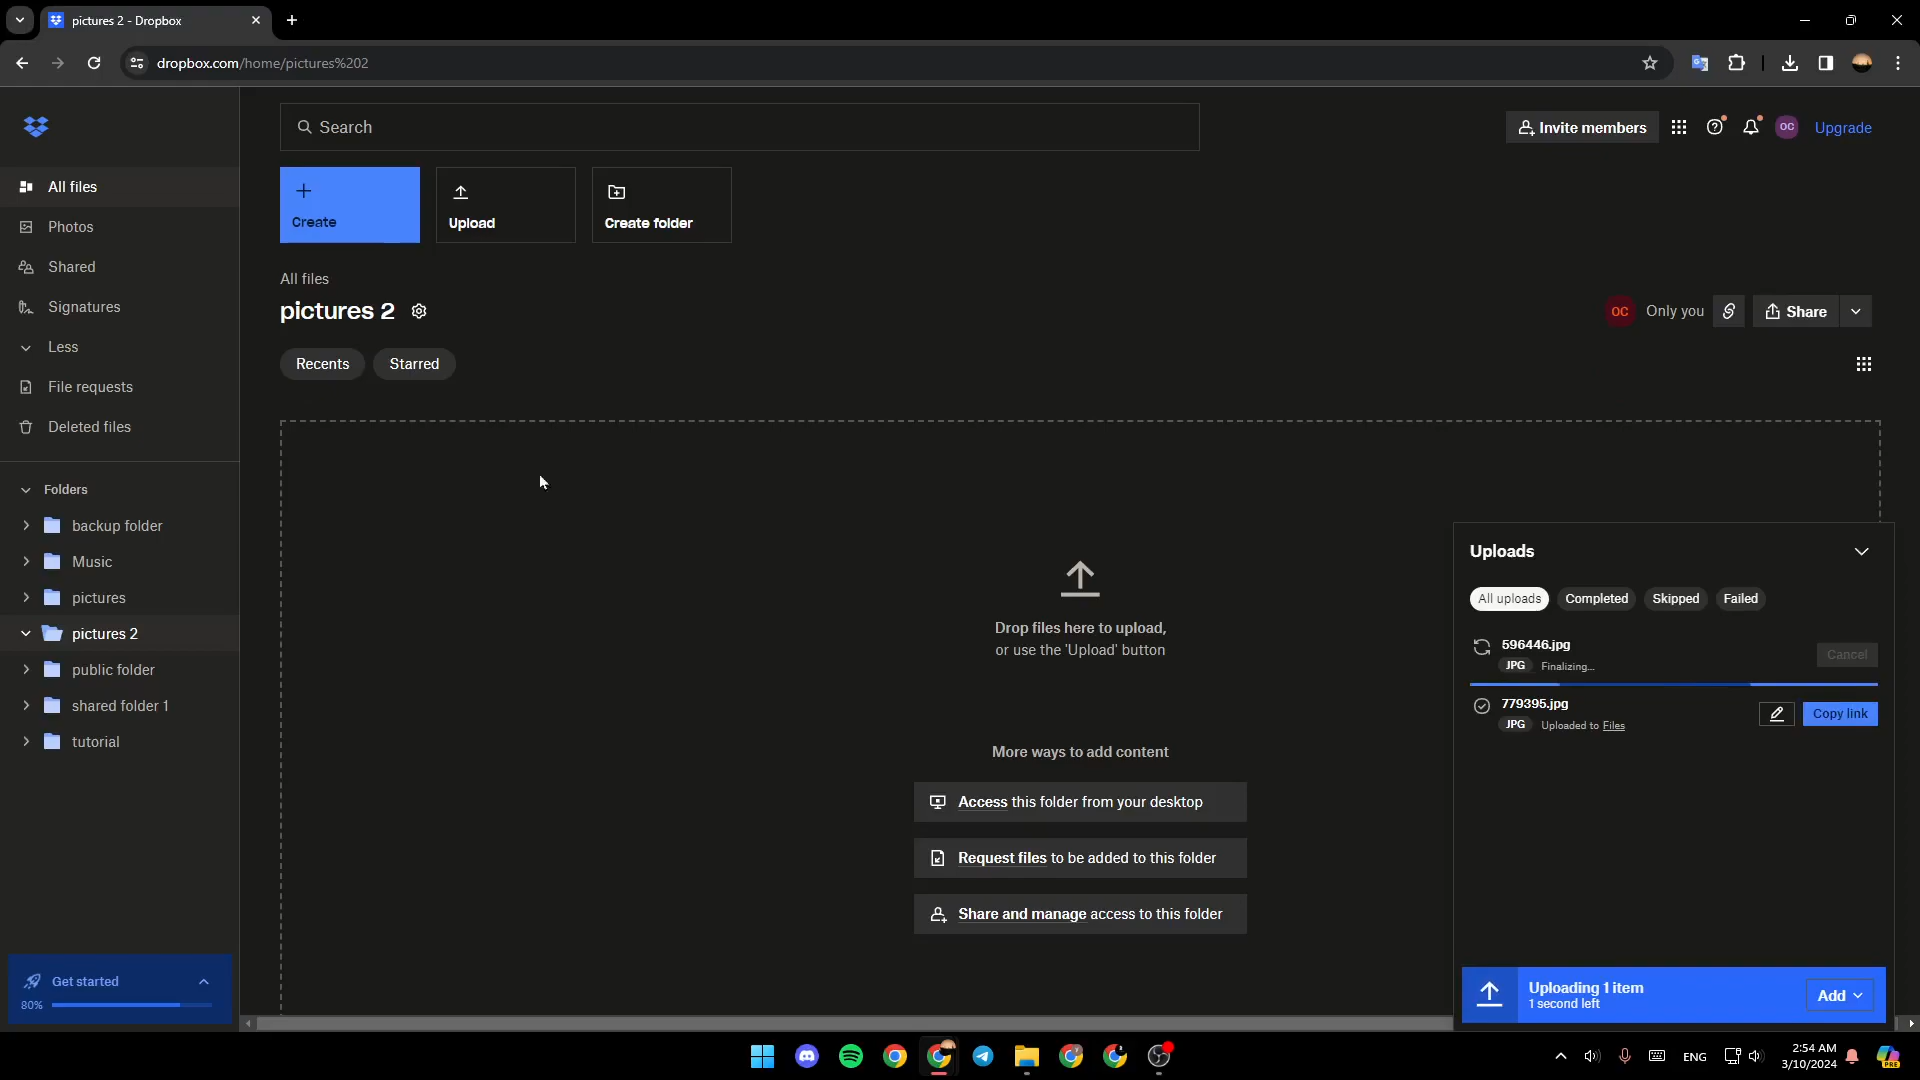 pictures 2 - Dropbox
dropbox.com/home/pictures%202
Search
Invite members
OC
Upgrade
All files
Photos
Shared
Signatures
Less
File requests
Deleted files
Folders
backup folder
Music
pictures
pictures 2
public folder
shared folder 1
tutorial
Get started
80%
Create
Upload
Create folder
All files
pictures 2
OC Only you
Share
Recents
Starred
Drop files here to upload,
or use the 'Upload' button
More ways to add content
Access this folder from your desktop
Request files to be added to this folder
Share and manage access to this folder
Uploads
All uploads
Completed
Skipped
Failed
596446.jpg
JPG Finalizing...
Cancel
779395.jpg
JPG Uploaded to Files
Copy link
Uploading 1 item
1 second left
Add
ENG
2:54 AM
3/10/2024
PRE